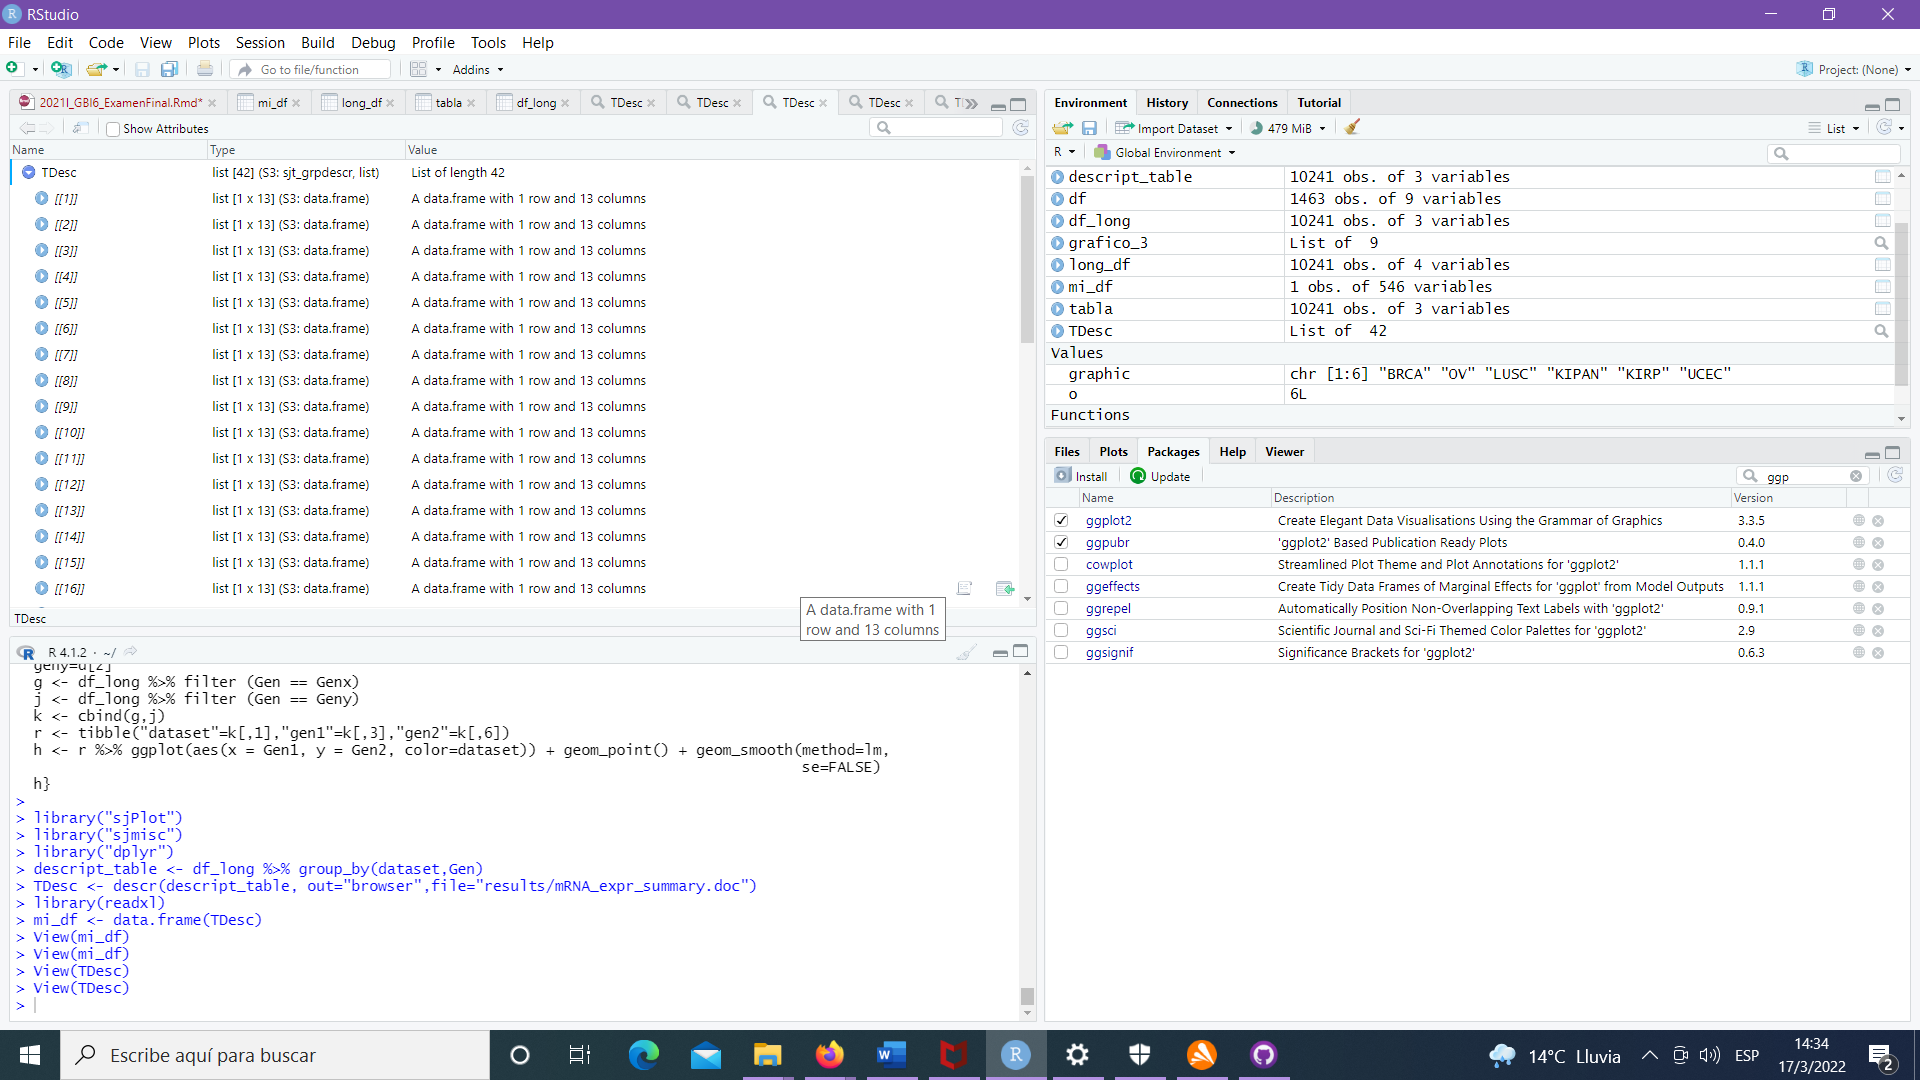 RStudio
File Edit Code View Plots Session Build Debug Profile Tools Help
Go to file/function Addins Project: (None)
2021I_GBI6_ExamenFinal.Rmd* mi_df long_df tabla df_long TDesc TDesc TDesc TDesc
Show Attributes
Name Type Value
TDesc list [42] (S3: sjt_grpdescr, list) List of length 42
[[1]] list [1 x 13] (S3: data.frame) A data.frame with 1 row and 13 columns
[[2]] list [1 x 13] (S3: data.frame) A data.frame with 1 row and 13 columns
[[3]] list [1 x 13] (S3: data.frame) A data.frame with 1 row and 13 columns
[[4]] list [1 x 13] (S3: data.frame) A data.frame with 1 row and 13 columns
[[5]] list [1 x 13] (S3: data.frame) A data.frame with 1 row and 13 columns
[[6]] list [1 x 13] (S3: data.frame) A data.frame with 1 row and 13 columns
[[7]] list [1 x 13] (S3: data.frame) A data.frame with 1 row and 13 columns
[[8]] list [1 x 13] (S3: data.frame) A data.frame with 1 row and 13 columns
[[9]] list [1 x 13] (S3: data.frame) A data.frame with 1 row and 13 columns
[[10]] list [1 x 13] (S3: data.frame) A data.frame with 1 row and 13 columns
[[11]] list [1 x 13] (S3: data.frame) A data.frame with 1 row and 13 columns
[[12]] list [1 x 13] (S3: data.frame) A data.frame with 1 row and 13 columns
[[13]] list [1 x 13] (S3: data.frame) A data.frame with 1 row and 13 columns
[[14]] list [1 x 13] (S3: data.frame) A data.frame with 1 row and 13 columns
[[15]] list [1 x 13] (S3: data.frame) A data.frame with 1 row and 13 columns
[[16]] list [1 x 13] (S3: data.frame) A data.frame with 1 row and 13 columns
A data.frame with 1
row and 13 columns
TDesc
R 4.1.2 · ~/
geny=u[2]
g <- df_long %>% filter (Gen == Genx)
j <- df_long %>% filter (Gen == Geny)
k <- cbind(g,j)
r <- tibble("dataset"=k[,1],"gen1"=k[,3],"gen2"=k[,6])
h <- r %>% ggplot(aes(x = Gen1, y = Gen2, color=dataset)) + geom_point() + geom_smooth(method=lm,
se=FALSE)
h}
>
> library("sjPlot")
> library("sjmisc")
> library("dplyr")
> descript_table <- df_long %>% group_by(dataset,Gen)
> TDesc <- descr(descript_table, out="browser",file="results/mRNA_expr_summary.doc")
> library(readxl)
> mi_df <- data.frame(TDesc)
> View(mi_df)
> View(mi_df)
> View(TDesc)
> View(TDesc)
>
Environment History Connections Tutorial
Import Dataset 479 MiB List
R Global Environment
descript_table 10241 obs. of 3 variables
df 1463 obs. of 9 variables
df_long 10241 obs. of 3 variables
grafico_3 List of 9
long_df 10241 obs. of 4 variables
mi_df 1 obs. of 546 variables
tabla 10241 obs. of 3 variables
TDesc List of 42
Values
graphic chr [1:6] "BRCA" "OV" "LUSC" "KIPAN" "KIRP" "UCEC"
o 6L
Functions
Files Plots Packages Help Viewer
Install Update ggp
Name Description Version
ggplot2 Create Elegant Data Visualisations Using the Grammar of Graphics 3.3.5
ggpubr 'ggplot2' Based Publication Ready Plots 0.4.0
cowplot Streamlined Plot Theme and Plot Annotations for 'ggplot2' 1.1.1
ggeffects Create Tidy Data Frames of Marginal Effects for 'ggplot' from Model Outputs 1.1.1
ggrepel Automatically Position Non-Overlapping Text Labels with 'ggplot2' 0.9.1
ggsci Scientific Journal and Sci-Fi Themed Color Palettes for 'ggplot2' 2.9
ggsignif Significance Brackets for 'ggplot2' 0.6.3
Escribe aquí para buscar
14°C Lluvia ESP
14:34
17/3/2022
2